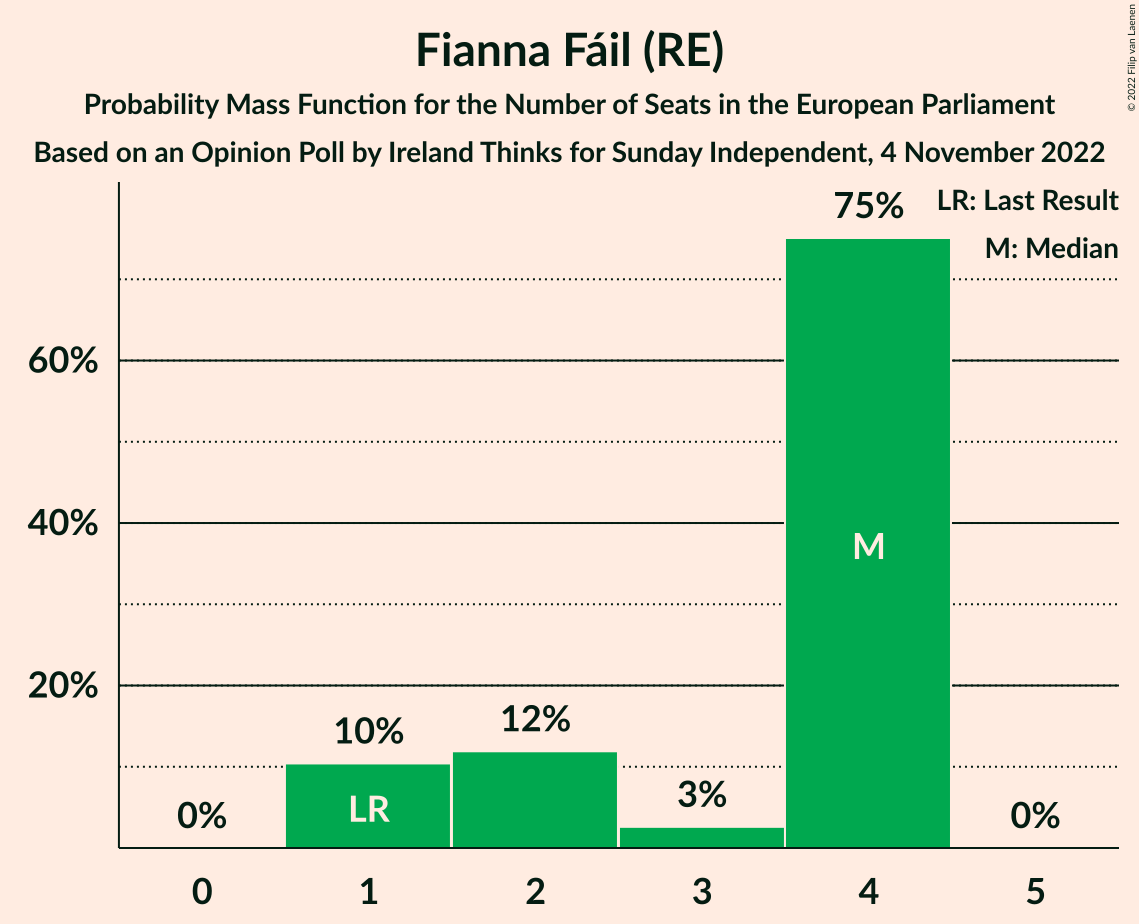 Fianna Fáil (RE)
Probability Mass Function for the Number of Seats in the European Parliament
Based on an Opinion Poll by Ireland Thinks for Sunday Independent, 4 November 2022
© 2022 Filip van Laenen
LR: Last Result
M: Median
60%
40%
20%
0%
10%
12%
3%
75%
0%
LR
M
0
1
2
3
4
5